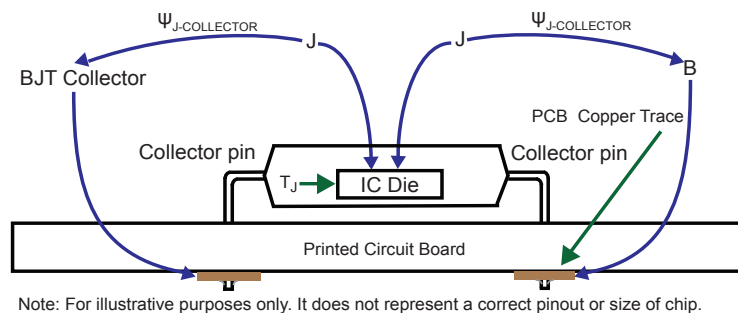 ΨJ-COLLECTOR
ΨJ-COLLECTOR
J
J
BJT Collector
B
PCB Copper Trace
Collector pin
Collector pin
TJ
IC Die
Printed Circuit Board
Note: For illustrative purposes only. It does not represent a correct pinout or size of chip.